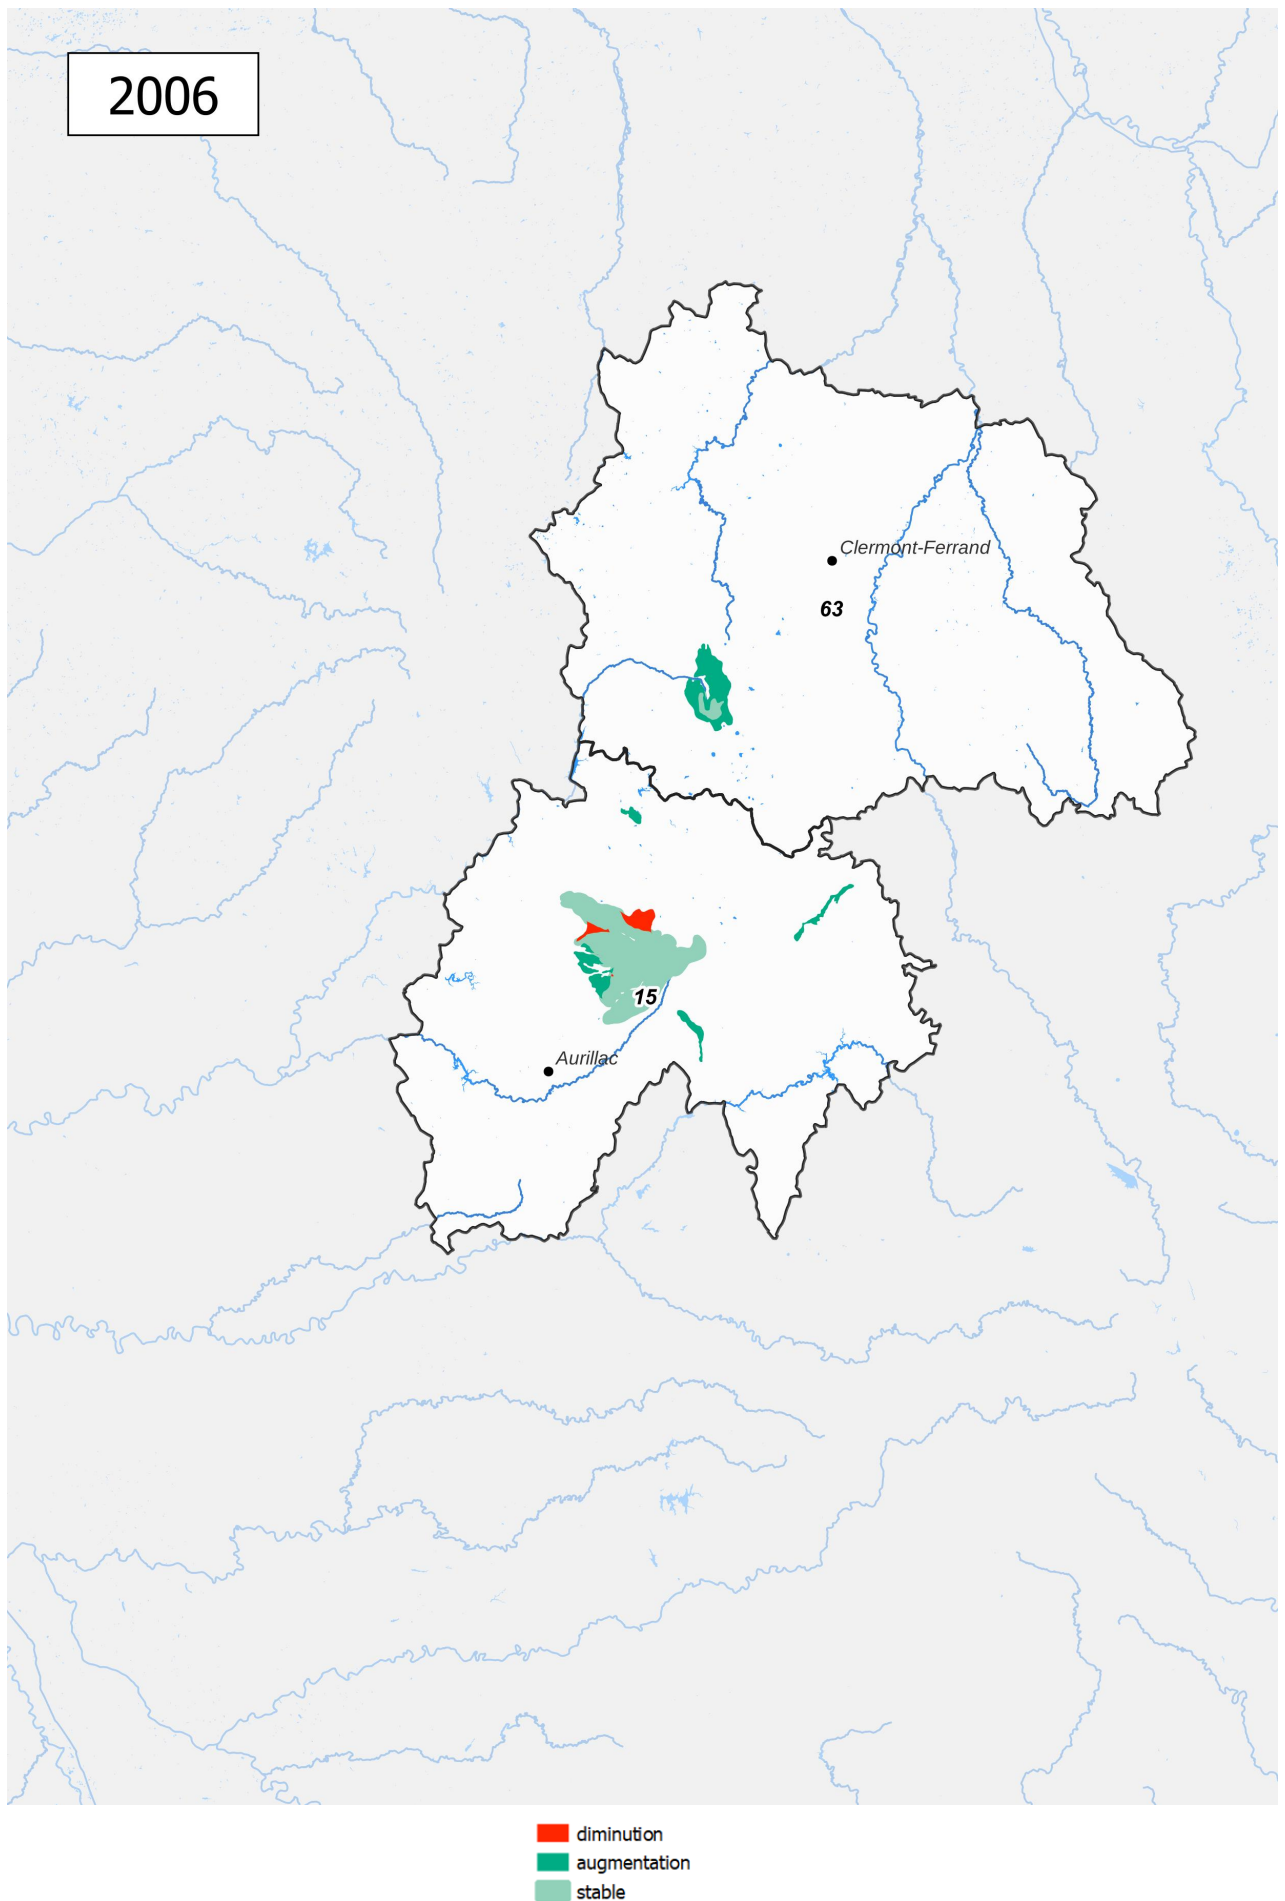 2006
Clermont-Ferrand
63
15
Aurillac
diminution
augmentation
stable